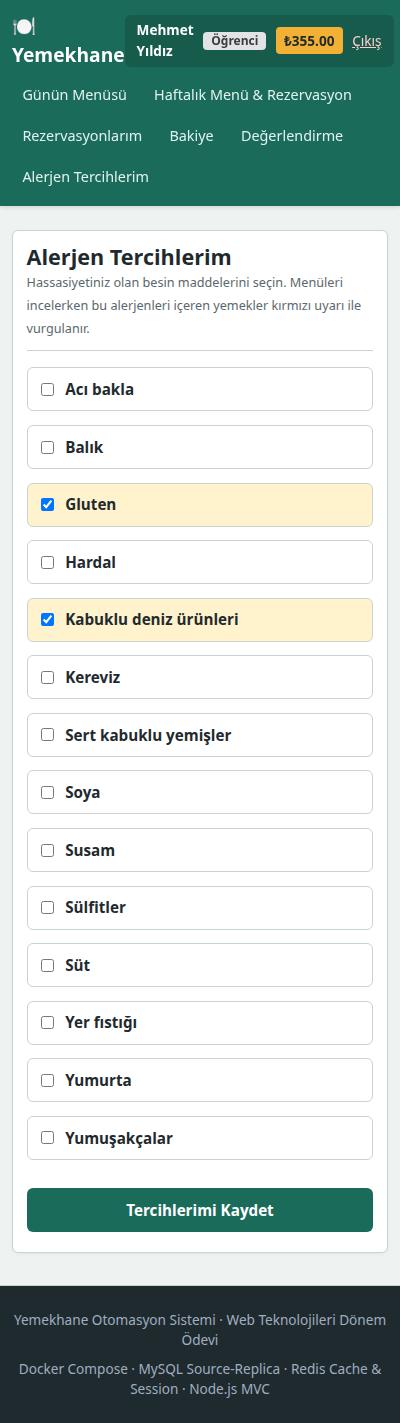 🍽️
Yemekhane
Mehmet
Yıldız
Öğrenci
₺355.00
Çıkış
Günün Menüsü
Haftalık Menü & Rezervasyon
Rezervasyonlarım
Bakiye
Değerlendirme
Alerjen Tercihlerim
Alerjen Tercihlerim
Hassasiyetiniz olan besin maddelerini seçin. Menüleri
incelerken bu alerjenleri içeren yemekler kırmızı uyarı ile
vurgulanır.
Acı bakla
Balık
Gluten
Hardal
Kabuklu deniz ürünleri
Kereviz
Sert kabuklu yemişler
Soya
Susam
Sülfitler
Süt
Yer fıstığı
Yumurta
Yumuşakçalar
Tercihlerimi Kaydet
Yemekhane Otomasyon Sistemi · Web Teknolojileri Dönem
Ödevi
Docker Compose · MySQL Source-Replica · Redis Cache &
Session · Node.js MVC